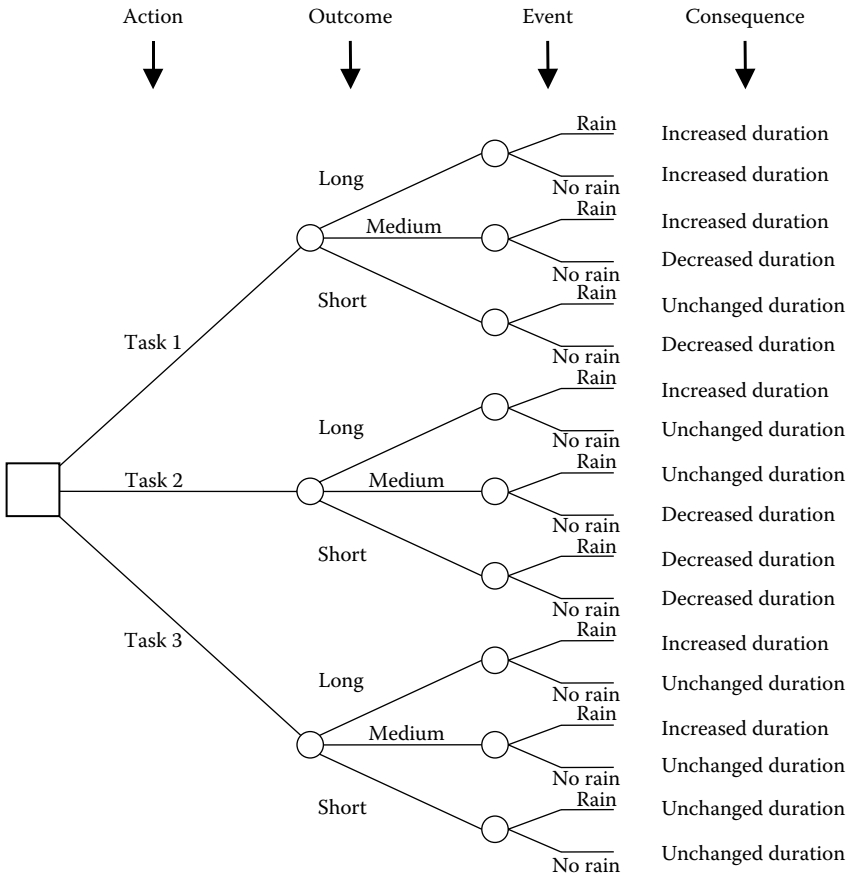 Action Outcome Event Consequence
Rain Increased duration
Long No rain Increased duration
Rain Increased duration
Medium No rain Decreased duration
Short Rain Unchanged duration
Task 1 No rain Decreased duration
Rain Increased duration
Long No rain Unchanged duration
Rain Unchanged duration
Task 2 Medium No rain Decreased duration
Short Rain Decreased duration
No rain Decreased duration
Task 3 Rain Increased duration
Long No rain Unchanged duration
Rain Increased duration
Medium No rain Unchanged duration
Short Rain Unchanged duration
No rain Unchanged duration